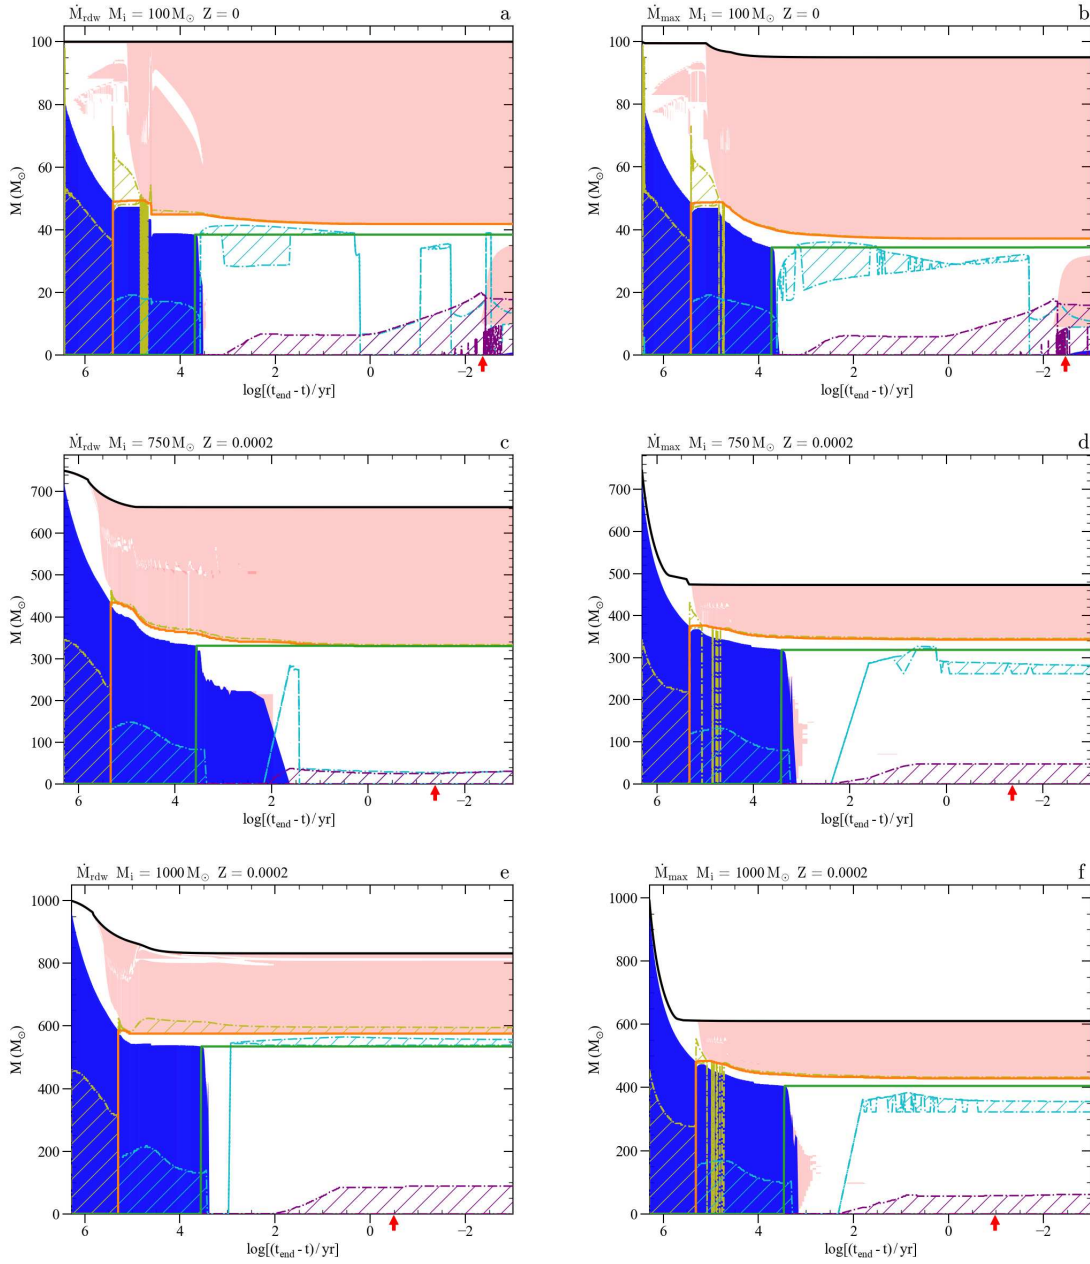 Ṁrdw Mi = 100 M⊙ Z = 0 a
100
80
60
40
20
0
6 4 2 0 −2
M (M⊙)
log[(tend - t)/yr]
Ṁmax Mi = 100 M⊙ Z = 0 b
100
80
60
40
20
0
6 4 2 0 −2
M (M⊙)
log[(tend - t)/yr]
Ṁrdw Mi = 750 M⊙ Z = 0.0002 c
700
600
500
400
300
200
100
0
6 4 2 0 −2
M (M⊙)
log[(tend - t)/yr]
Ṁmax Mi = 750 M⊙ Z = 0.0002 d
700
600
500
400
300
200
100
0
6 4 2 0 −2
M (M⊙)
log[(tend - t)/yr]
Ṁrdw Mi = 1000 M⊙ Z = 0.0002 e
1000
800
600
400
200
0
6 4 2 0 −2
M (M⊙)
log[(tend - t)/yr]
Ṁmax Mi = 1000 M⊙ Z = 0.0002 f
1000
800
600
400
200
0
6 4 2 0 −2
M (M⊙)
log[(tend - t)/yr]